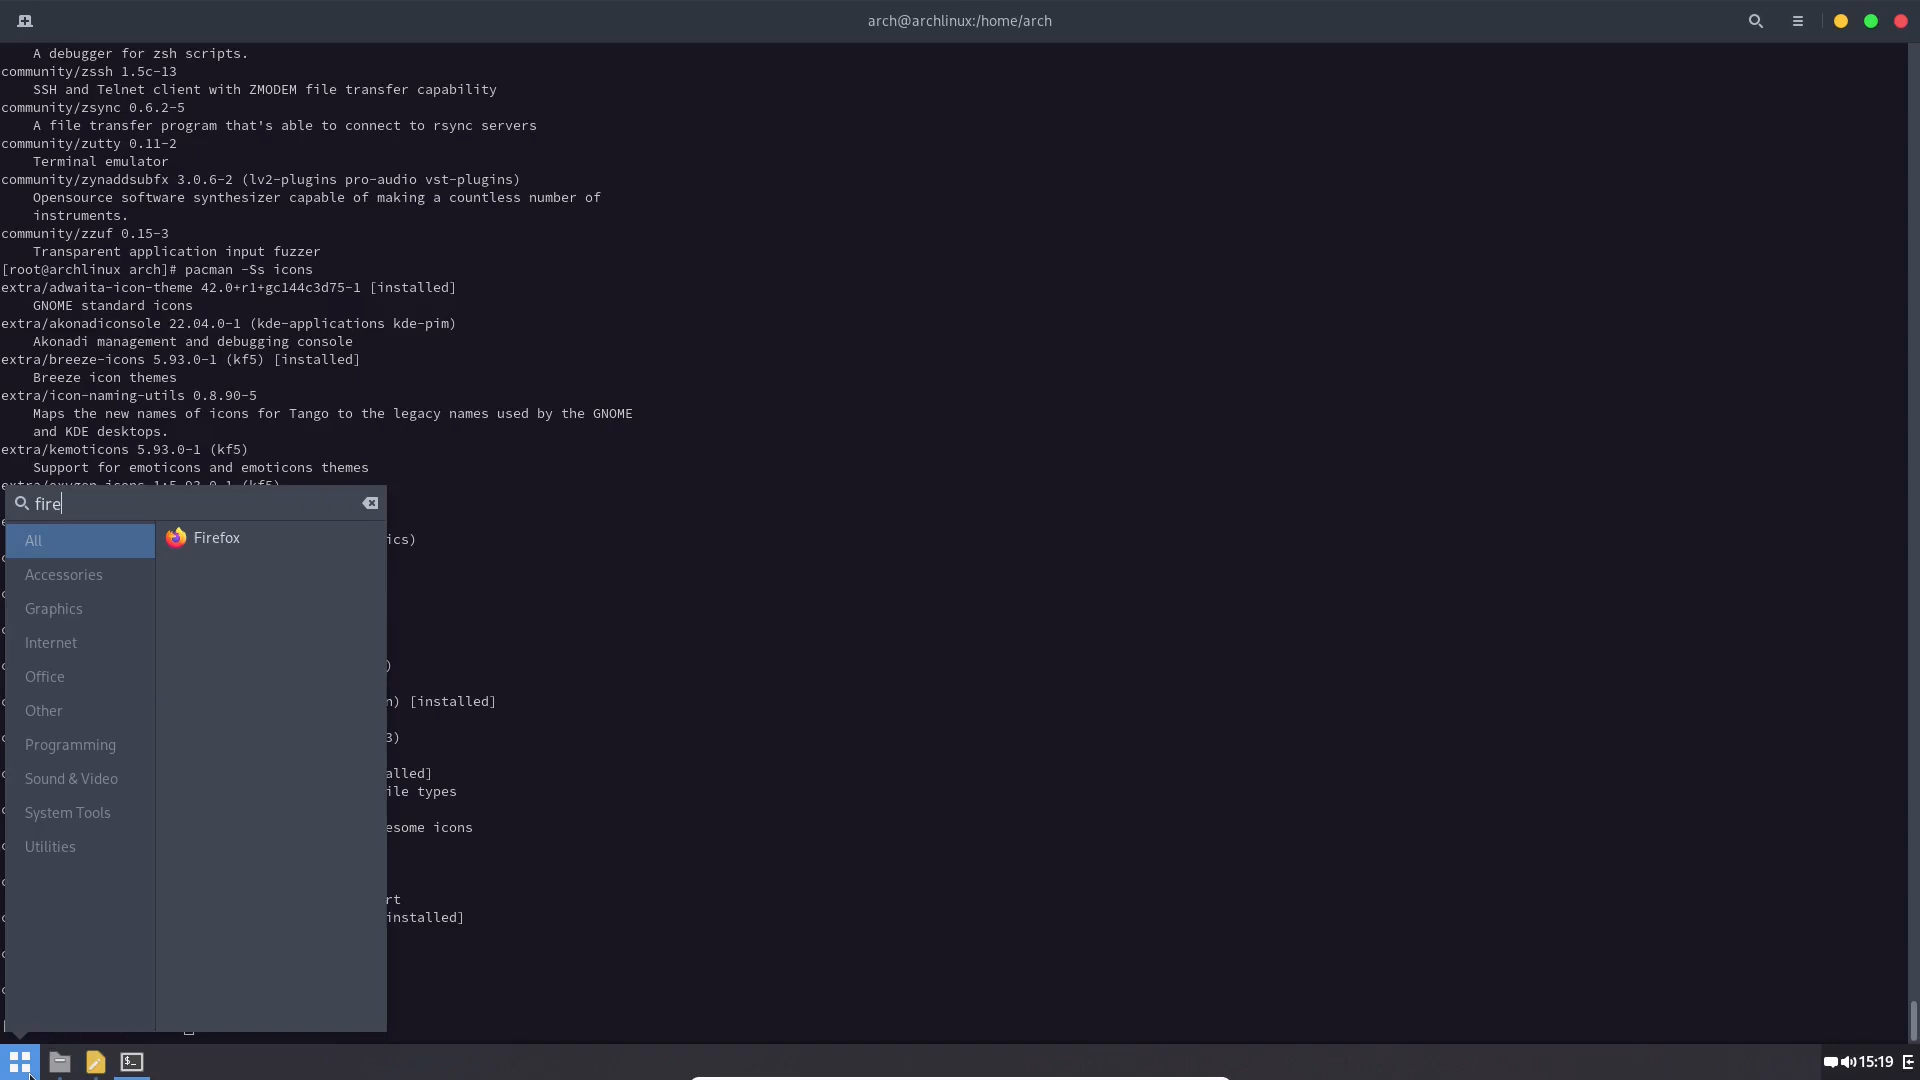 arch@archlinux:/home/arch
A debugger for zsh scripts.
community/zssh 1.5c-13
SSH and Telnet client with ZMODEM file transfer capability
community/zsync 0.6.2-5
A file transfer program that's able to connect to rsync servers
community/zutty 0.11-2
Terminal emulator
community/zynaddsubfx 3.0.6-2 (lv2-plugins pro-audio vst-plugins)
Opensource software synthesizer capable of making a countless number of
instruments.
community/zzuf 0.15-3
Transparent application input fuzzer
[root@archlinux arch]# pacman -Ss icons
extra/adwaita-icon-theme 42.0+r1+gc144c3d75-1 [installed]
GNOME standard icons
extra/akonadiconsole 22.04.0-1 (kde-applications kde-pim)
Akonadi management and debugging console
extra/breeze-icons 5.93.0-1 (kf5) [installed]
Breeze icon themes
extra/icon-naming-utils 0.8.90-5
Maps the new names of icons for Tango to the legacy names used by the GNOME
and KDE desktops.
extra/kemoticons 5.93.0-1 (kf5)
Support for emoticons and emoticons themes
extra/oxygen-icons 1:5.93.0-1 (kf5)
fire
All
Firefox
ics)
Accessories
Graphics
Internet
)
Office
n) [installed]
Other
3)
Programming
alled]
Sound & Video
ile types
System Tools
esome icons
Utilities
rt
installed]
15:19